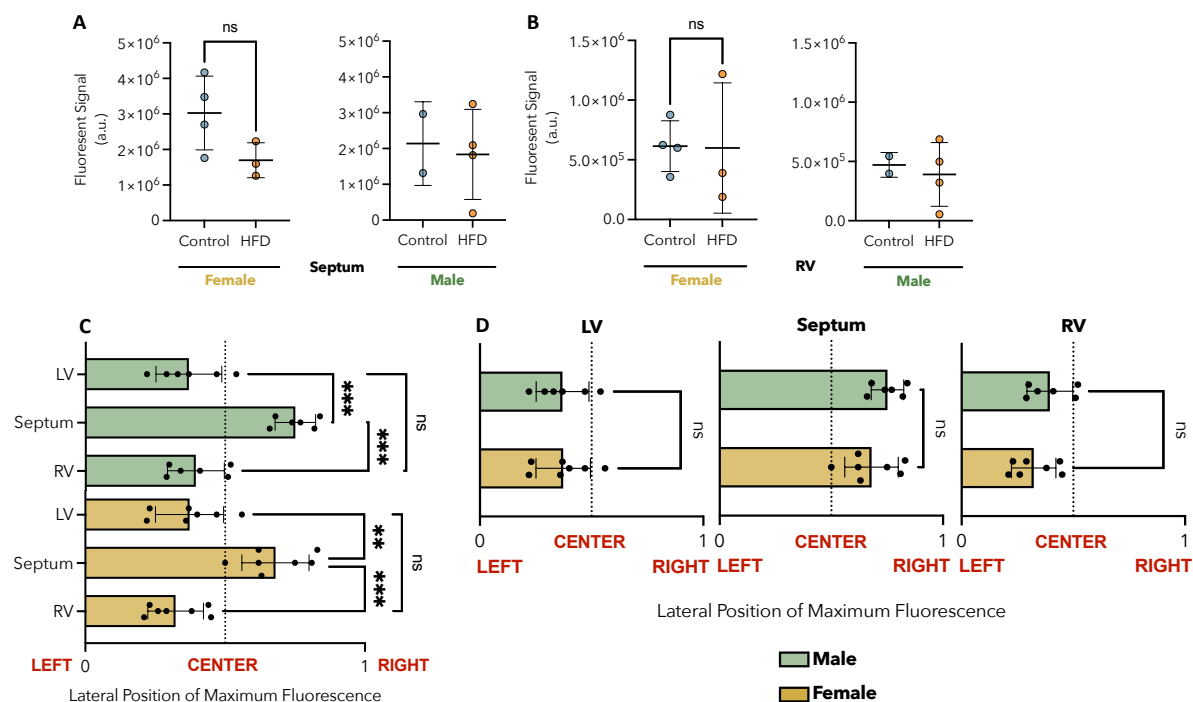 A
ns
5×10⁶
4×10⁶
3×10⁶
2×10⁶
1×10⁶
0
Fluoresent Signal
(a.u.)
Control HFD
Female
5×10⁶
4×10⁶
3×10⁶
2×10⁶
1×10⁶
0
Control HFD
Male
Septum
B
ns
1.5×10⁶
1.0×10⁶
5.0×10⁵
0.0
Fluoresent Signal
(a.u.)
Control HFD
Female
RV
1.5×10⁶
1.0×10⁶
5.0×10⁵
0.0
Control HFD
Male
C
LV
Septum
RV
LV
Septum
RV
***
***
ns
**
***
ns
0 1
LEFT CENTER RIGHT
Lateral Position of Maximum Fluorescence
D
LV Septum RV
ns ns ns
0 1 0 1 0 1
CENTER CENTER CENTER
LEFT RIGHT LEFT RIGHT LEFT RIGHT
Lateral Position of Maximum Fluorescence
Male
Female